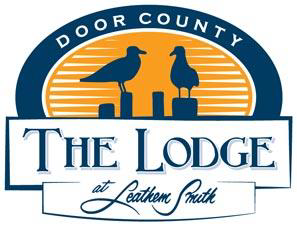 DOOR COUNTY
THE LODGE
at Leathem Smith